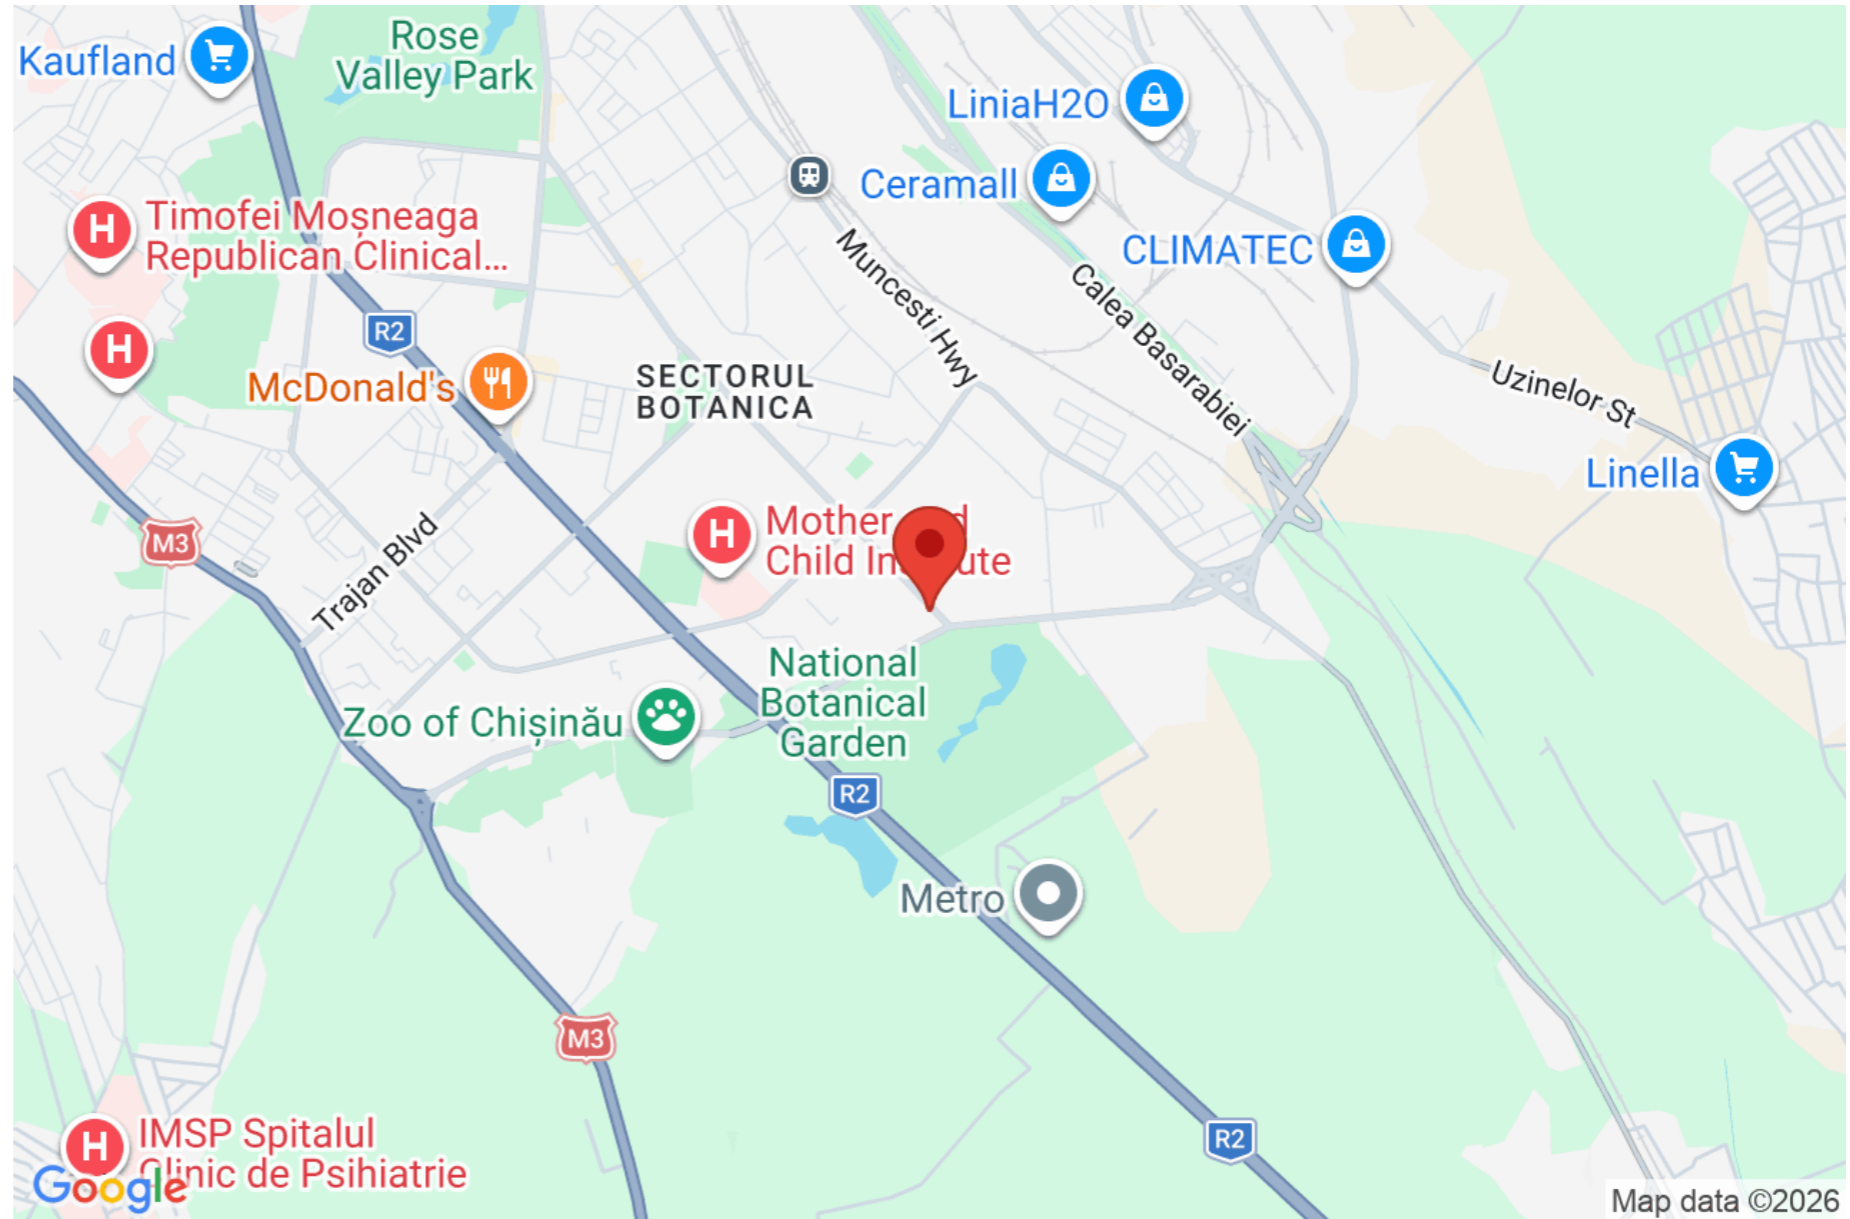 Rose
Valley Park
Kaufland
LiniaH2O
Ceramall
Timofei Moșneaga
Republican Clinical...
CLIMATEC
Muncesti Hwy
Calea Basarabiei
R2
McDonald's
SECTORUL
BOTANICA
Uzinelor St
Linella
M3
Trajan Blvd
Mother
Child
National
Botanical
Garden
Zoo of Chișinău
R2
Metro
M3
IMSP Spitalul
Clinic de Psihiatrie
R2
Google
Map data ©2026
H
H
H
H